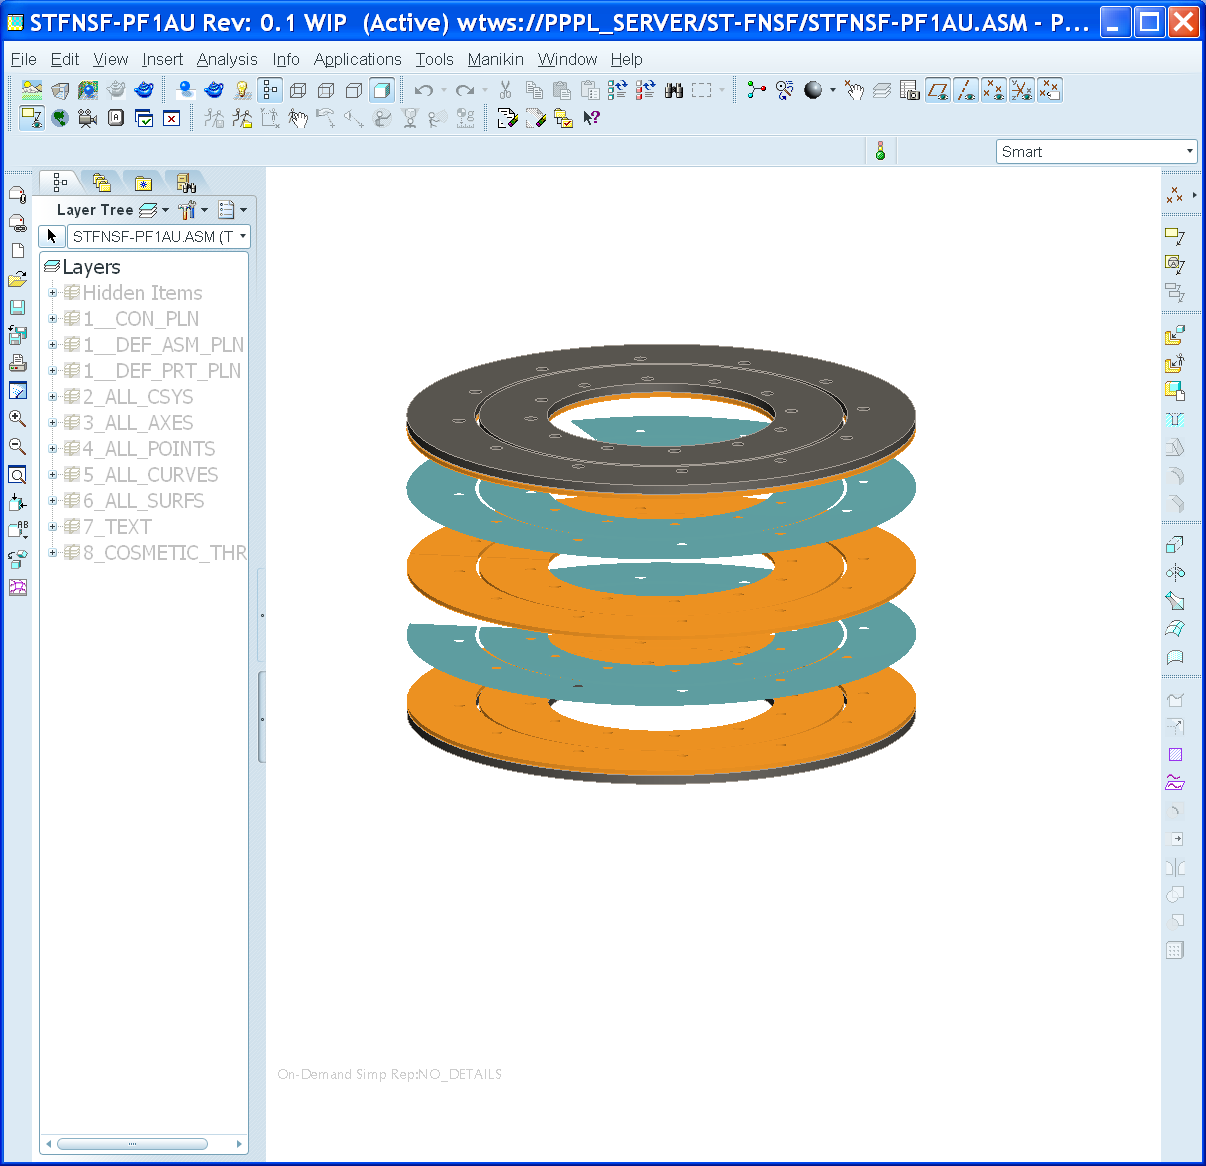 STFNSF-PF1AU Rev: 0.1 WIP  (Active) wtws://PPPL_SERVER/ST-FNSF/STFNSF-PF1AU.ASM - P...
File Edit View Insert Analysis Info Applications Tools Manikin Window Help
Smart
Layer Tree
STFNSF-PF1AU.ASM (T
Layers
Hidden Items
1__CON_PLN
1__DEF_ASM_PLN
1__DEF_PRT_PLN
2_ALL_CSYS
3_ALL_AXES
4_ALL_POINTS
5_ALL_CURVES
6_ALL_SURFS
7_TEXT
8_COSMETIC_THR
On-Demand Simp Rep:NO_DETAILS